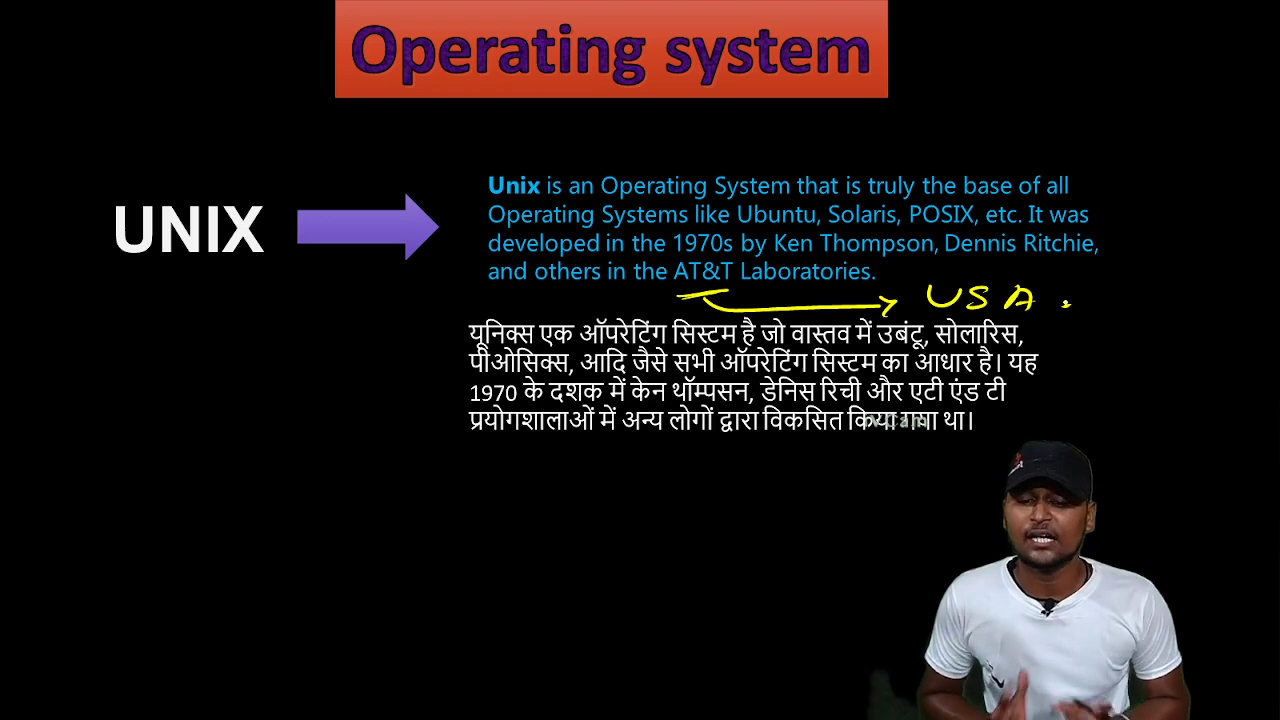 Operating system
UNIX
Unix is an Operating System that is truly the base of all
Operating Systems like Ubuntu, Solaris, POSIX, etc. It was
developed in the 1970s by Ken Thompson, Dennis Ritchie,
and others in the AT&T Laboratories.
USA.
यूनिक्स एक ऑपरेटिंग सिस्टम है जो वास्तव में उबंटू, सोलारिस,
पीओसिक्स, आदि जैसे सभी ऑपरेटिंग सिस्टम का आधार है। यह
1970 के दशक में केन थॉम्पसन, डेनिस रिची और एटी एंड टी
प्रयोगशालाओं में अन्य लोगों द्वारा विकसित किया गया था।